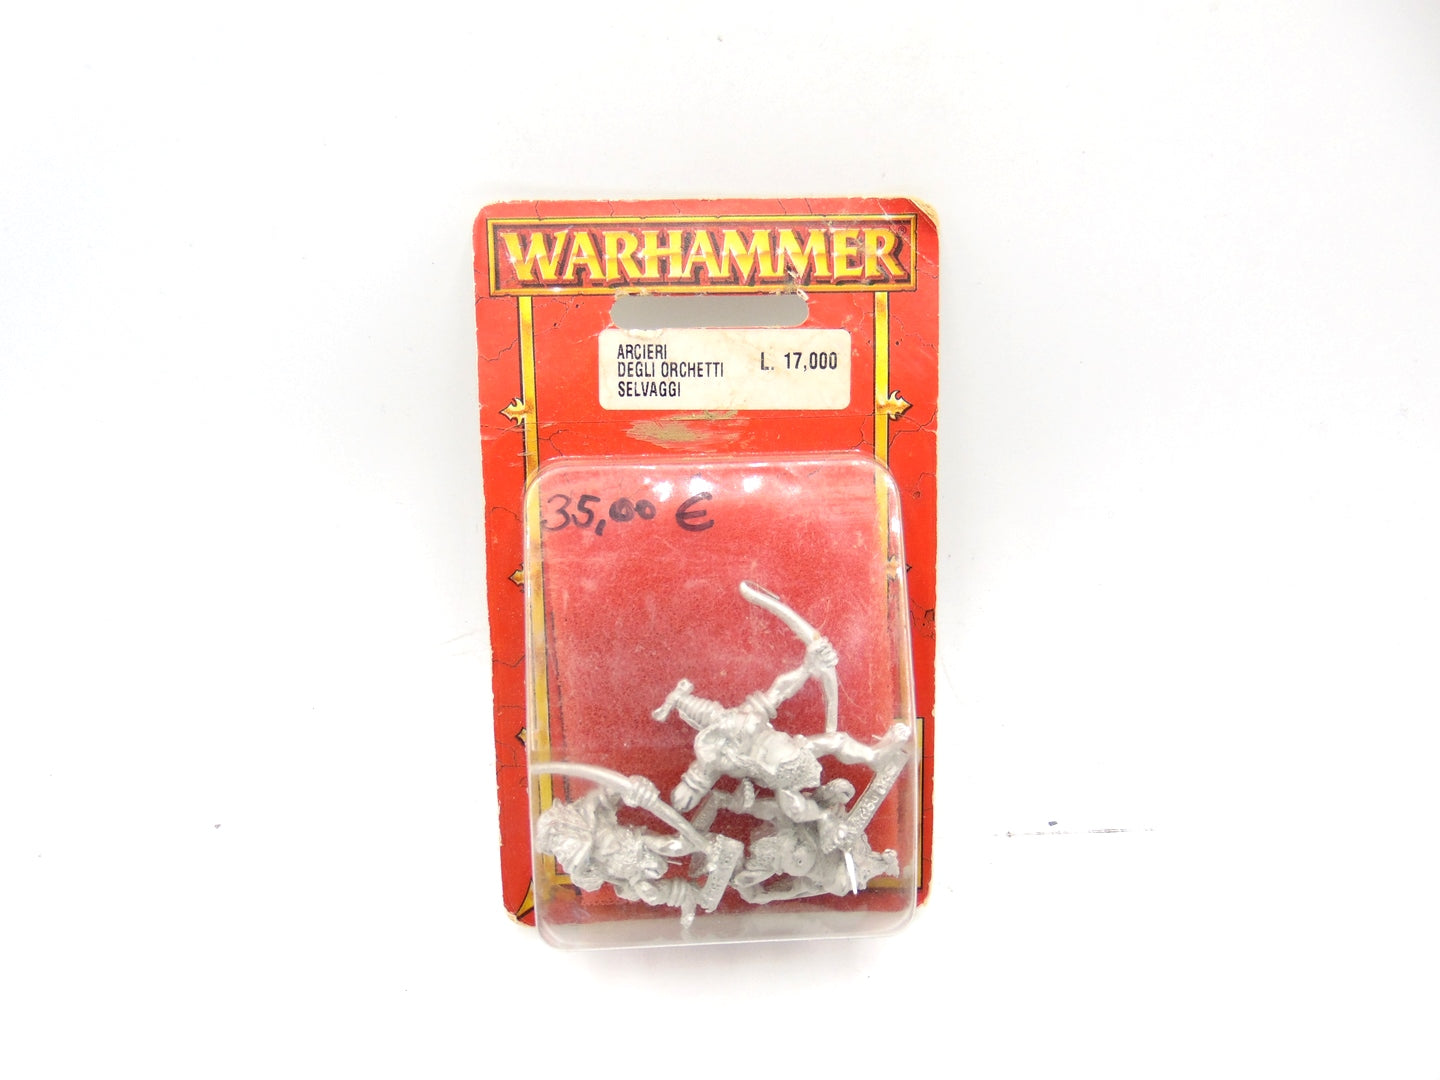 WARHAMMER®
ARCIERI
DEGLI ORCHETTI
SELVAGGI
L. 17,000
35,00 €